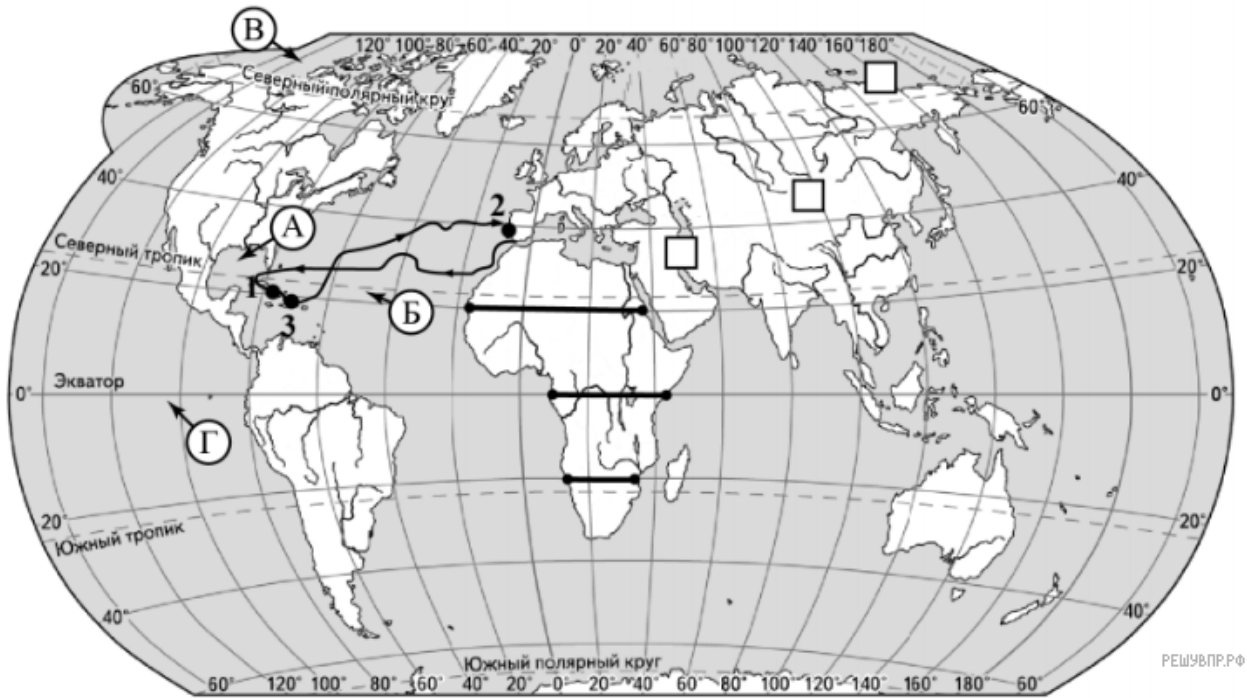 В
120° 100° 80° 60° 40° 20° 0° 20° 40° 60° 80° 100° 120° 140° 160° 180°
60° Северный полярный круг 60°
40° 40°
2
А
Северный тропик
20° 20°
1
Б
3
0° Экватор 0°
Г
20° 20°
Южный тропик
40° 40°
Южный полярный круг
РЕШУВПР.РФ
60° 120° 100° 80° 60° 40° 20 0° 20° 40° 60° 80° 100° 120° 140° 160° 180° 60°